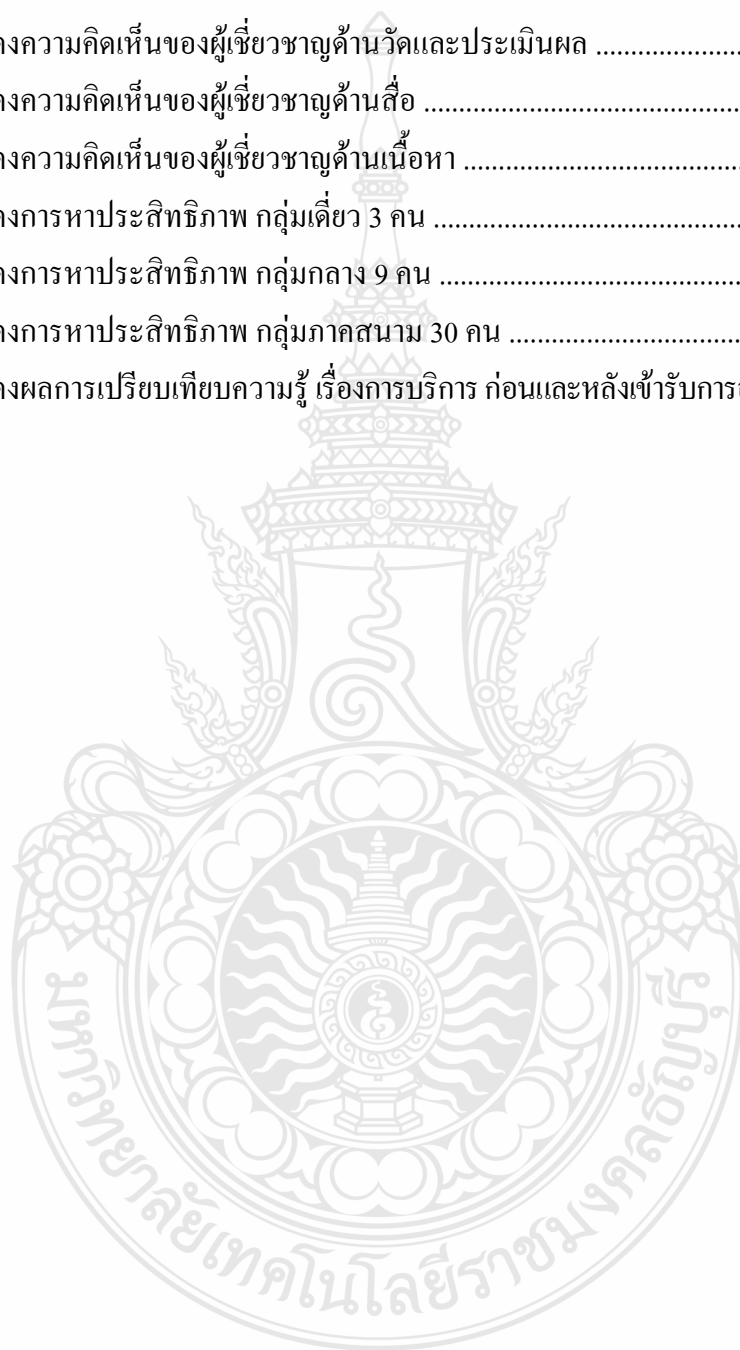 งความคิดเห็นของผู้เชี่ยวชาญด้านวัดและประเมินผล ........................
งความคิดเห็นของผู้เชี่ยวชาญด้านสื่อ ....................................................
งความคิดเห็นของผู้เชี่ยวชาญด้านเนื้อหา ............................................
งการหาประสิทธิภาพ กลุ่มเดี่ยว 3 คน ..................................................
งการหาประสิทธิภาพ กลุ่มกลาง 9 คน .................................................
งการหาประสิทธิภาพ กลุ่มภาคสนาม 30 คน ......................................
งผลการเปรียบเทียบความรู้ เรื่องการบริการ ก่อนและหลังเข้ารับการ
มหาวิทยาลัยเทคโนโลยีราชมงคลธัญบุรี